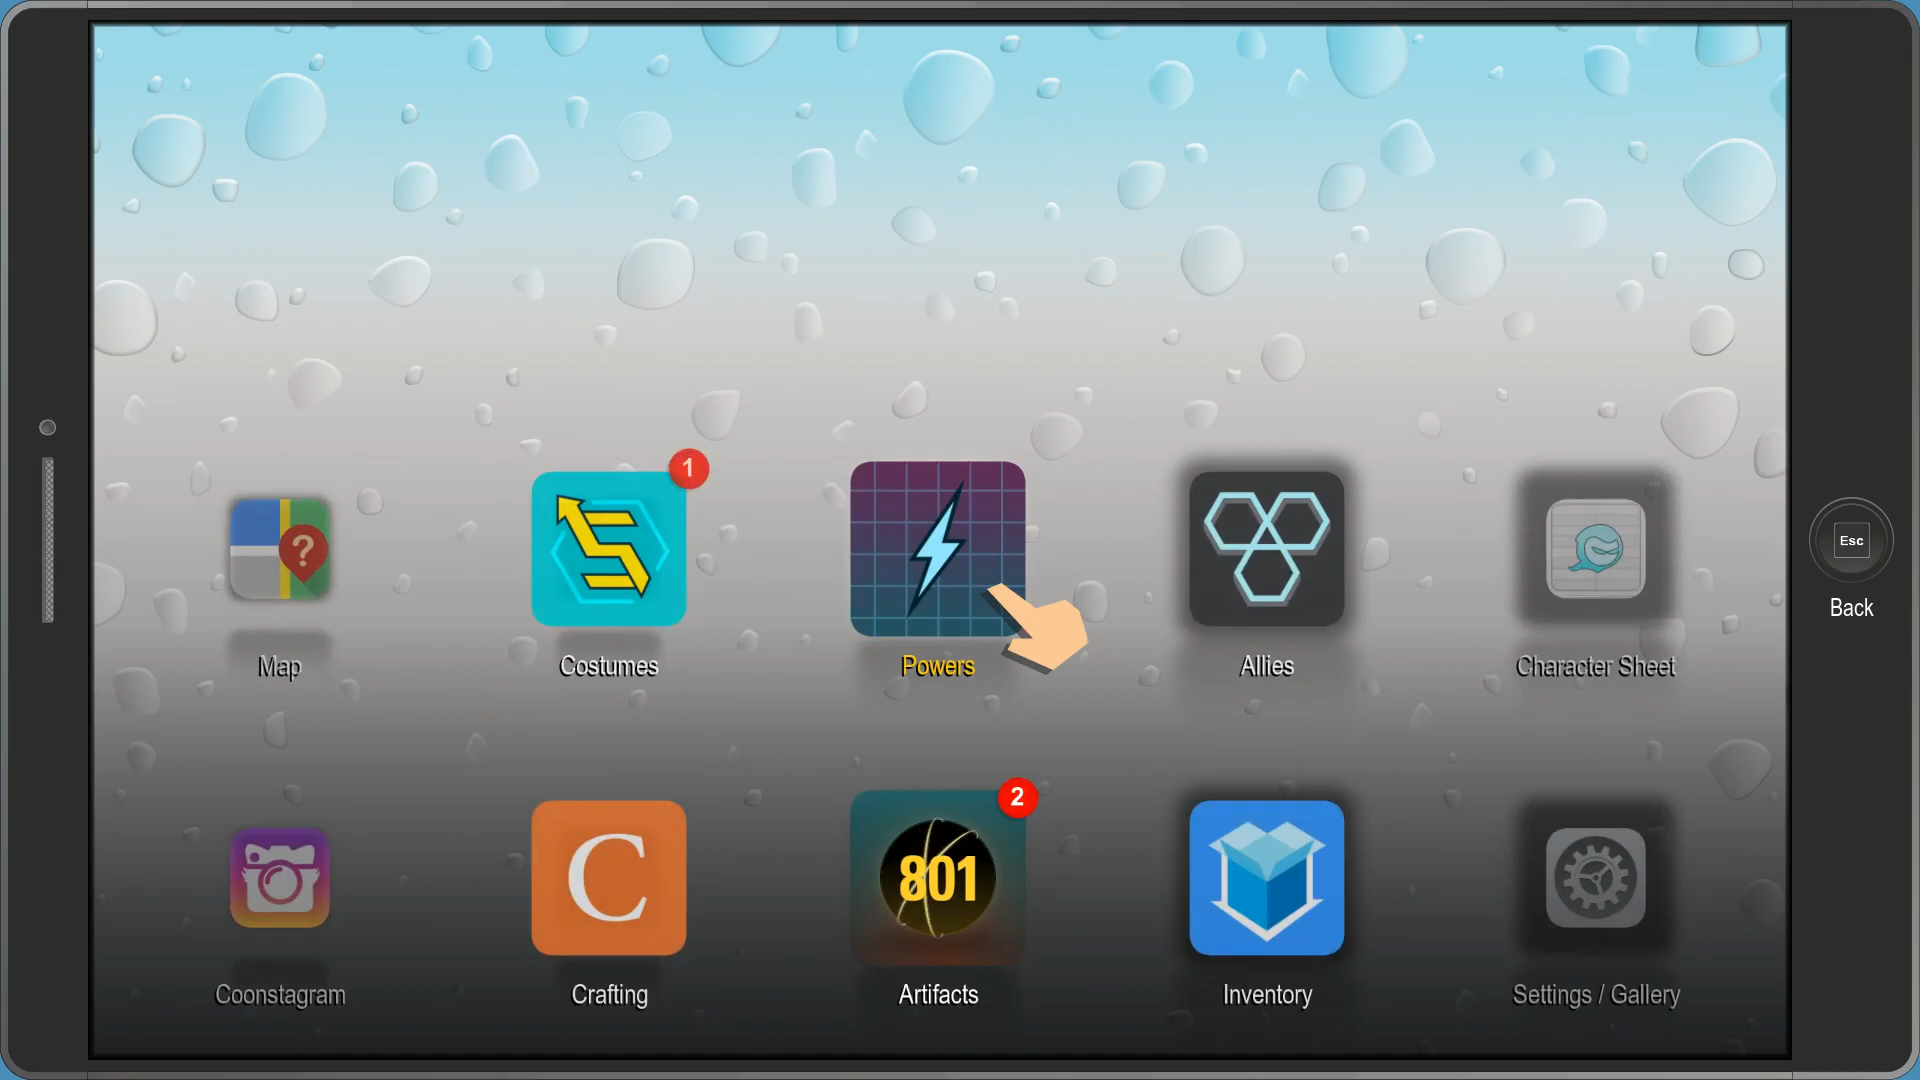 1
?
Esc
Back
Map
Costumes
Powers
Allies
Character Sheet
2
C
801
Coonstagram
Crafting
Artifacts
Inventory
Settings / Gallery